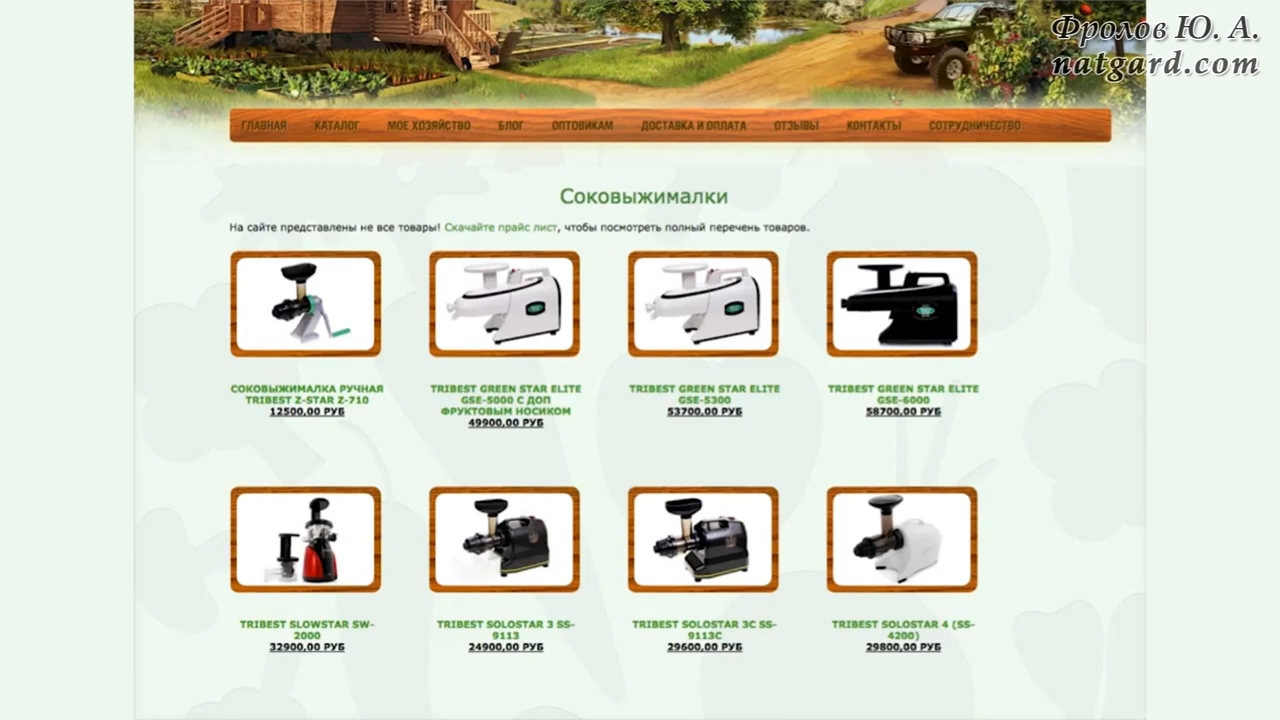 Фролов Ю. А.
natgard.com
ГЛАВНАЯ КАТАЛОГ МОЕ ХОЗЯЙСТВО БЛОГ ОПТОВИКАМ ДОСТАВКА И ОПЛАТА ОТЗЫВЫ КОНТАКТЫ СОТРУДНИЧЕСТВО
Соковыжималки
На сайте представлены не все товары! Скачайте прайс лист, чтобы посмотреть полный перечень товаров.
СОКОВЫЖИМАЛКА РУЧНАЯ
TRIBEST Z-STAR Z-710
12500,00 РУБ
TRIBEST GREEN STAR ELITE
GSE-5000 С ДОП
ФРУКТОВЫМ НОСИКОМ
49900,00 РУБ
TRIBEST GREEN STAR ELITE
GSE-5300
53700,00 РУБ
TRIBEST GREEN STAR ELITE
GSE-6000
58700,00 РУБ
TRIBEST SLOWSTAR SW-
2000
32900,00 РУБ
TRIBEST SOLOSTAR 3 SS-
9113
24900,00 РУБ
TRIBEST SOLOSTAR 3C SS-
9113C
29600,00 РУБ
TRIBEST SOLOSTAR 4 (SS-
4200)
29800,00 РУБ